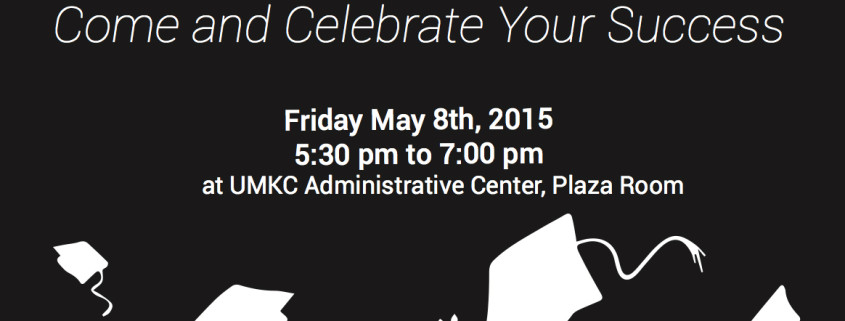 Come and Celebrate Your Success
Friday May 8th, 2015
5:30 pm to 7:00 pm
at UMKC Administrative Center, Plaza Room